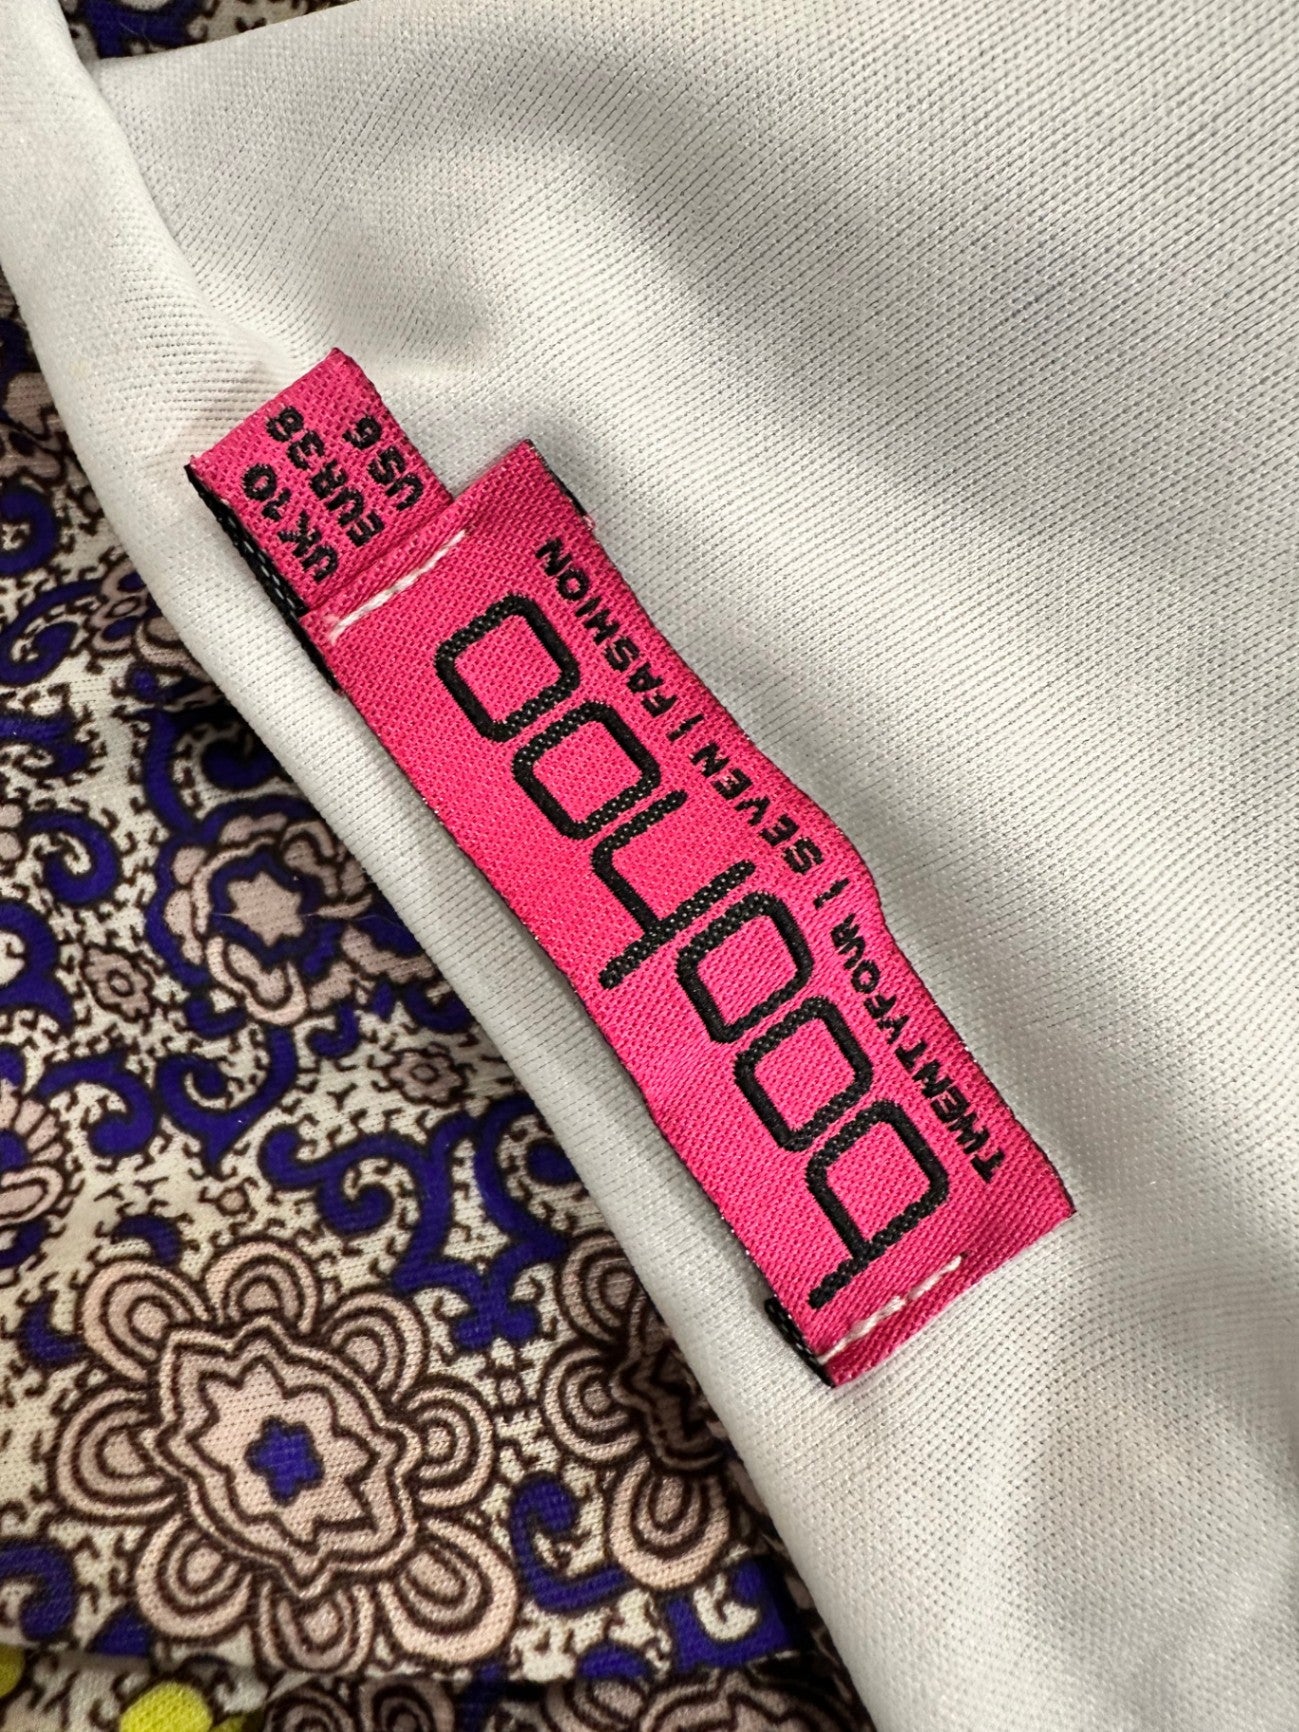 boohoo
TWENTYFOUR | SEVEN | FASHION
UK 10
EUR 38
US 6